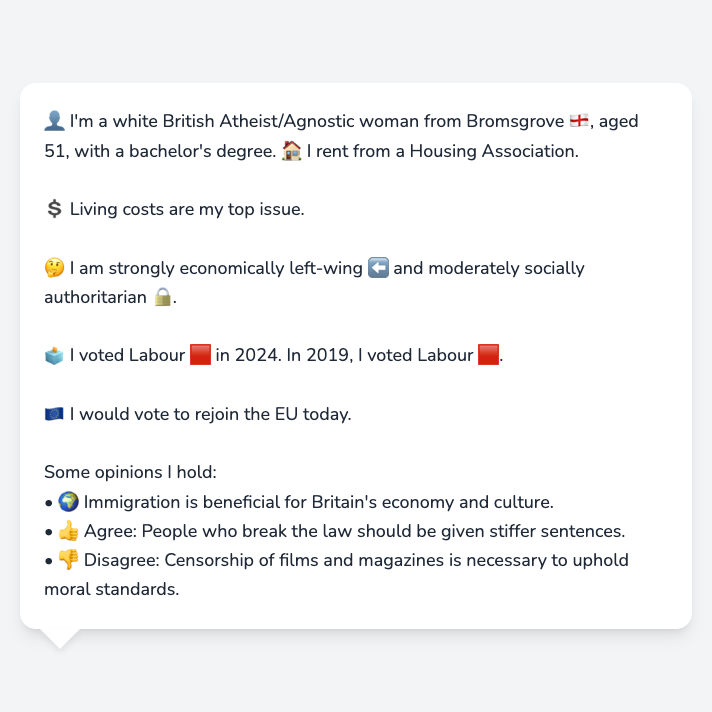 👤 I'm a white British Atheist/Agnostic woman from Bromsgrove 🏴󠁧󠁢󠁥󠁮󠁧󠁿, aged
51, with a bachelor's degree. 🏠 I rent from a Housing Association.
💲 Living costs are my top issue.
🤔 I am strongly economically left-wing ⬅️ and moderately socially
authoritarian 🔒.
🗳️ I voted Labour 🟥 in 2024. In 2019, I voted Labour 🟥.
🇪🇺 I would vote to rejoin the EU today.
Some opinions I hold:
• 🌍 Immigration is beneficial for Britain's economy and culture.
• 👍 Agree: People who break the law should be given stiffer sentences.
• 👎 Disagree: Censorship of films and magazines is necessary to uphold
moral standards.